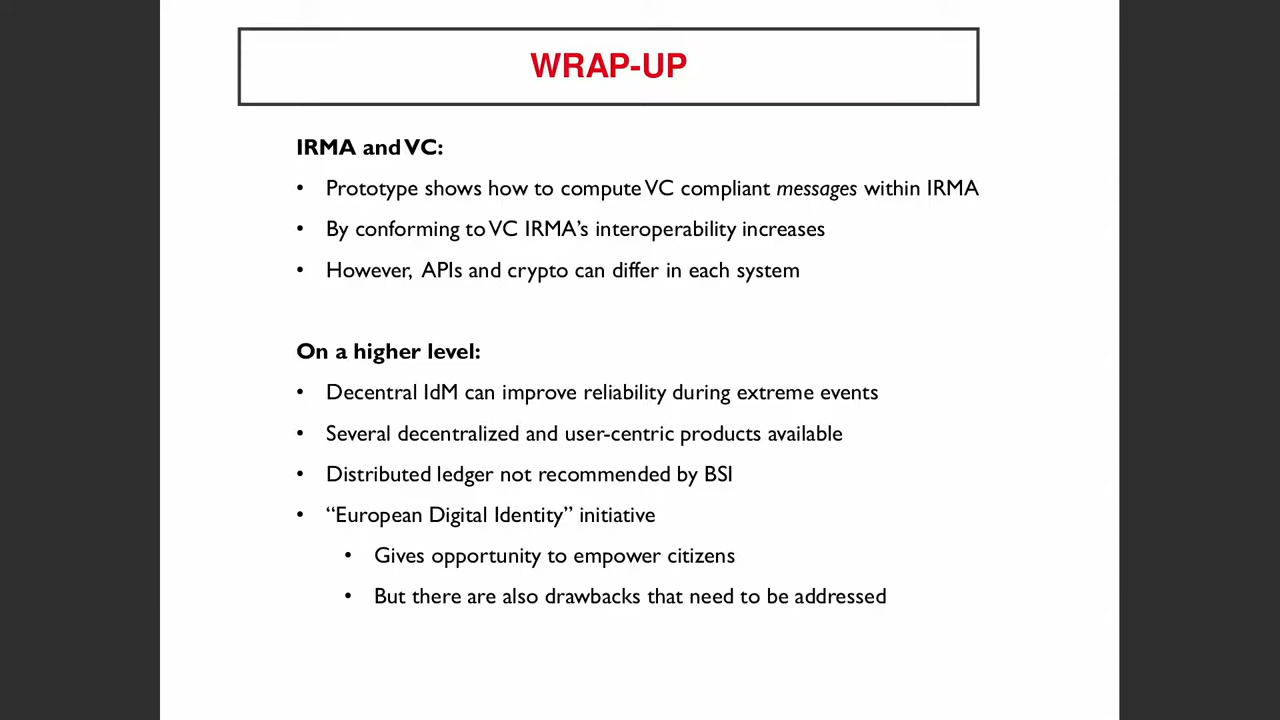 WRAP-UP
IRMA and VC:
• Prototype shows how to compute VC compliant messages within IRMA
• By conforming to VC IRMA’s interoperability increases
• However, APIs and crypto can differ in each system
On a higher level:
• Decentral IdM can improve reliability during extreme events
• Several decentralized and user-centric products available
• Distributed ledger not recommended by BSI
• “European Digital Identity” initiative
• Gives opportunity to empower citizens
• But there are also drawbacks that need to be addressed